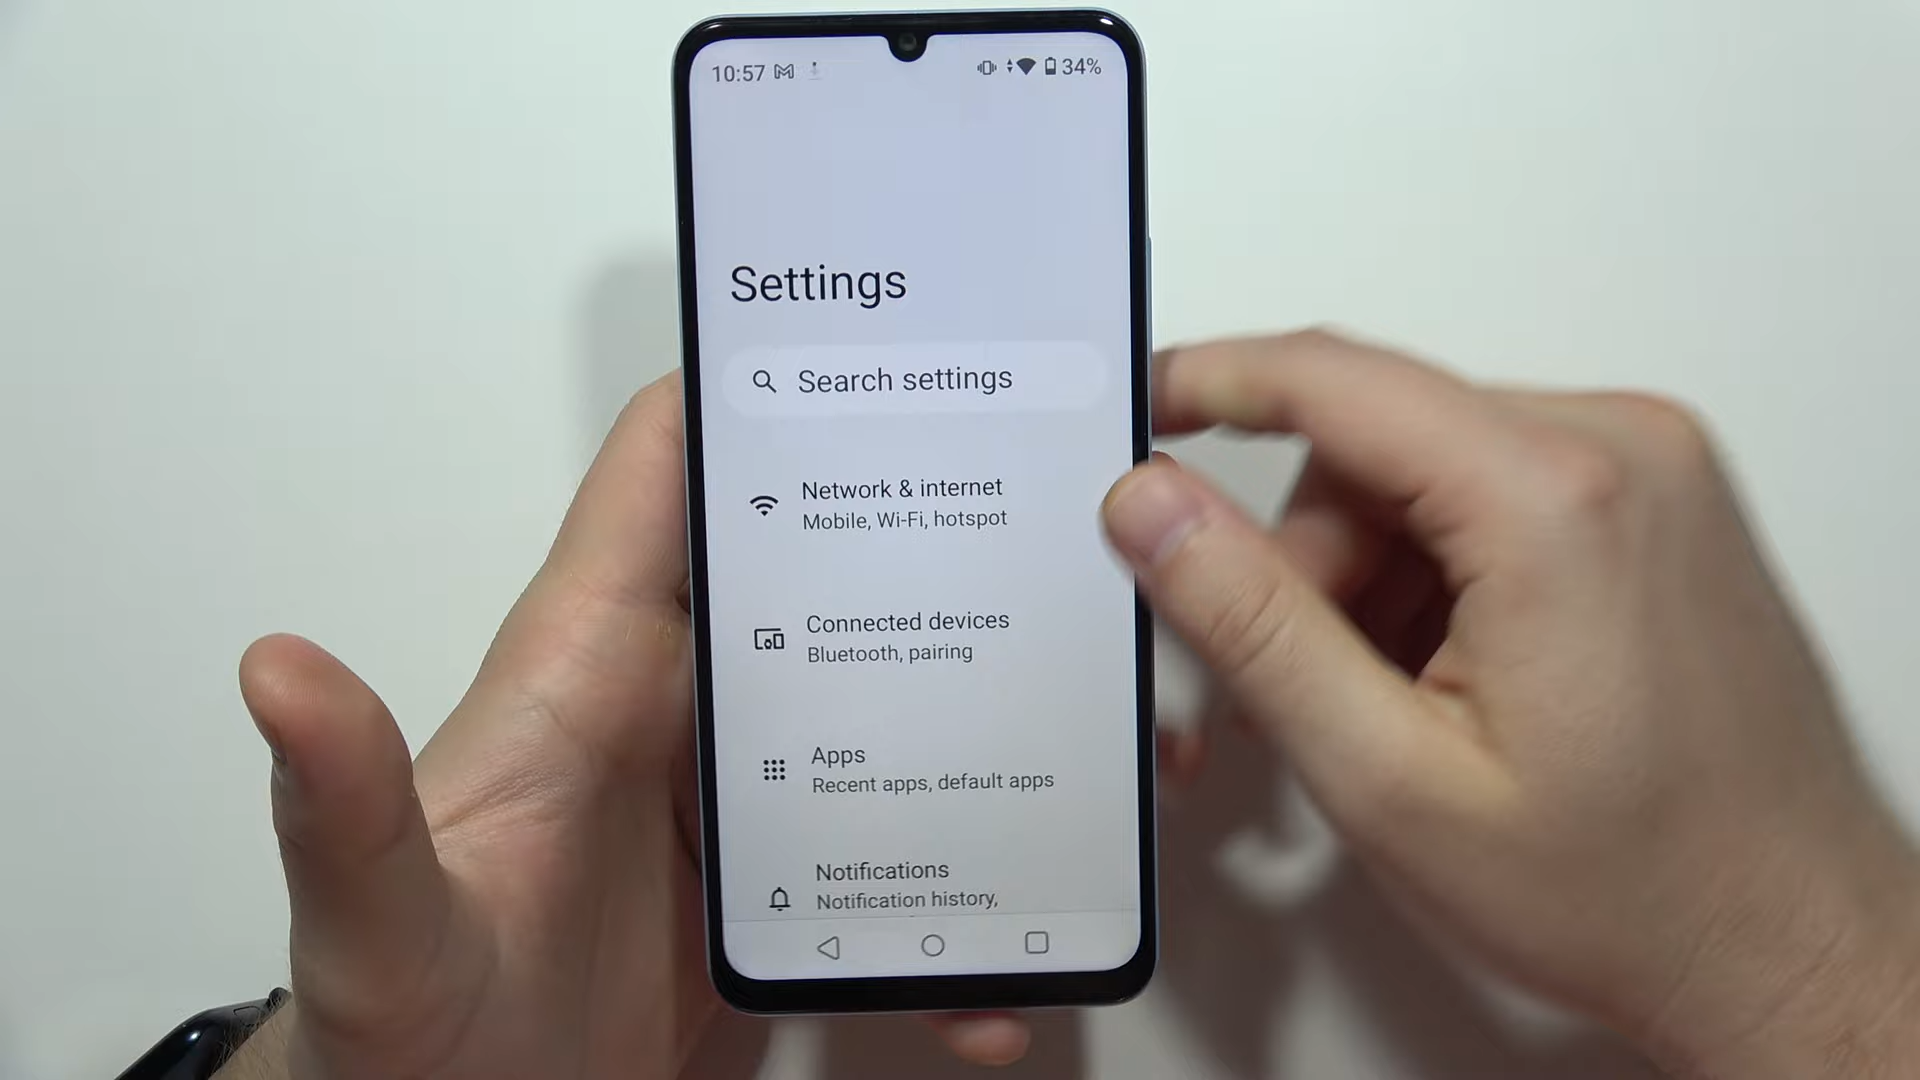 10:57 34%
Settings
Search settings
Network & internet
Mobile, Wi-Fi, hotspot
Connected devices
Bluetooth, pairing
Apps
Recent apps, default apps
Notifications
Notification history,